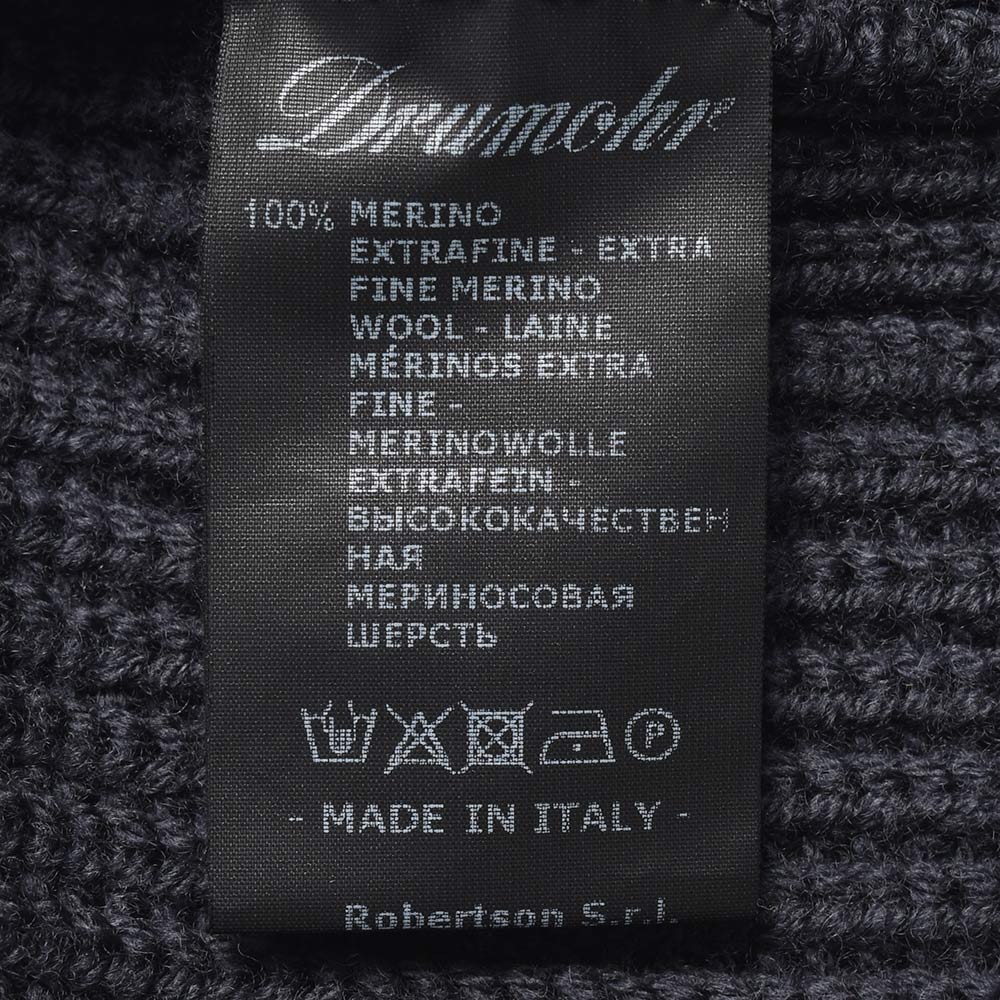 Drumohr
100% MERINO
EXTRAFINE - EXTRA
FINE MERINO
WOOL - LAINE
MÉRINOS EXTRA
FINE -
MERINOWOLLE
EXTRAFEIN -
ВЫСОКОКАЧЕСТВЕН
НАЯ
МЕРИНОСОВАЯ
ШЕРСТЬ
P
- MADE IN ITALY -
Robertson S.r.l.